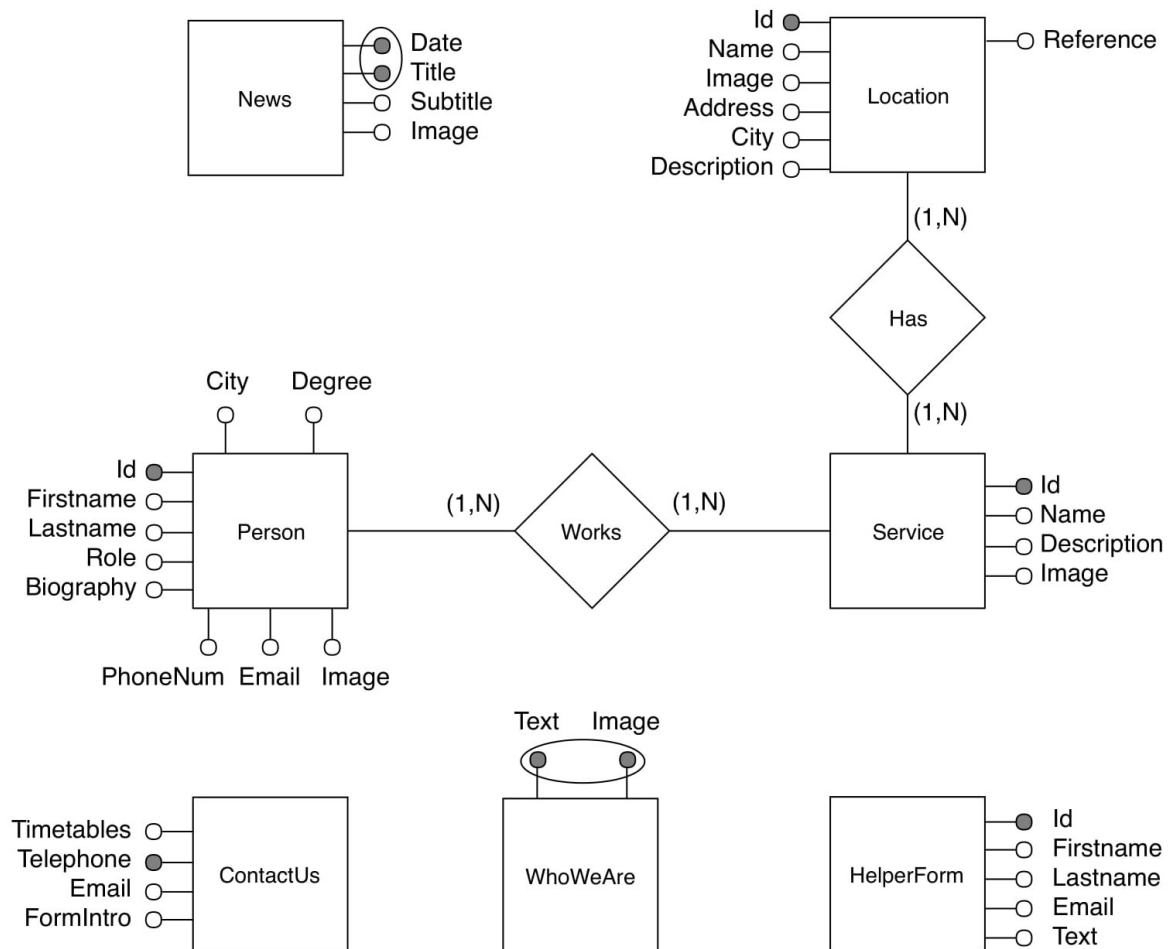 Date
Title
Subtitle
Image
News
Id
Name
Image
Address
City
Description
Location
Reference
(1,N)
Has
(1,N)
City
Degree
Id
Firstname
Lastname
Role
Biography
Person
PhoneNum
Email
Image
(1,N)
Works
(1,N)
Service
Id
Name
Description
Image
Timetables
Telephone
Email
FormIntro
ContactUs
Text
Image
WhoWeAre
HelperForm
Id
Firstname
Lastname
Email
Text